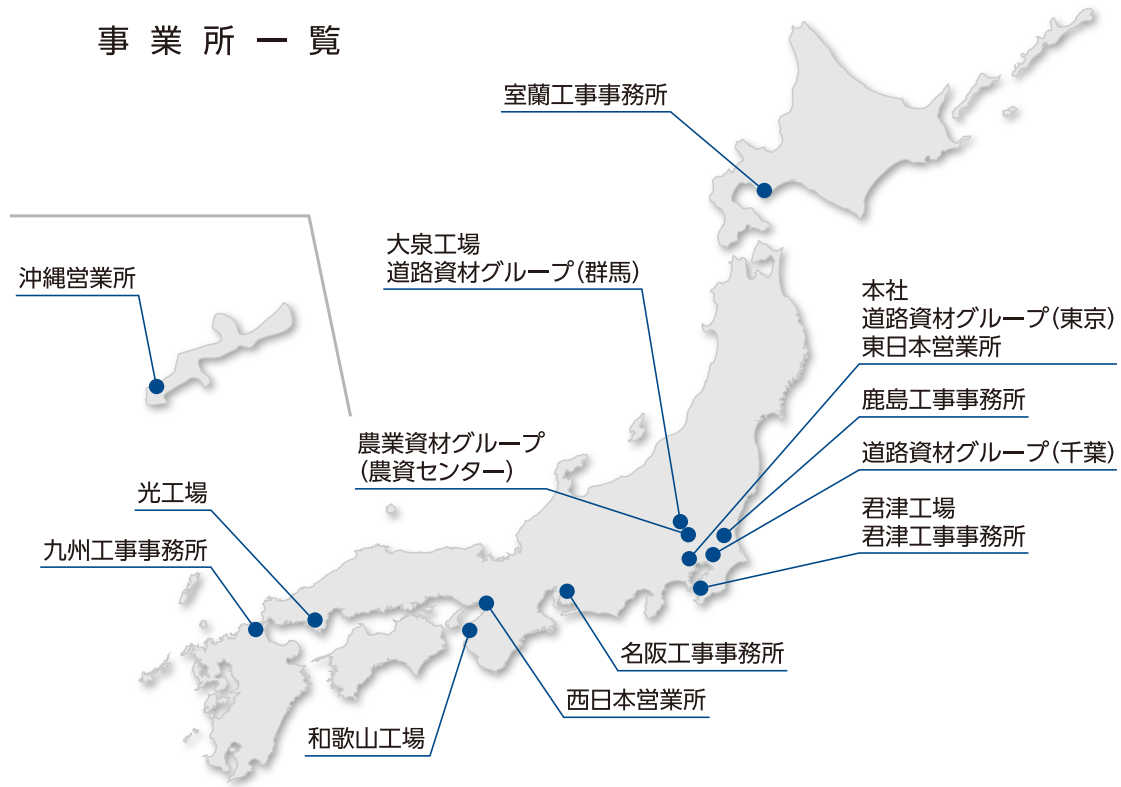 事業所一覧
室蘭工事事務所
大泉工場
道路資材グループ(群馬)
沖縄営業所
本社
道路資材グループ(東京)
東日本営業所
鹿島工事事務所
農業資材グループ
(農資センター)
道路資材グループ(千葉)
光工場
君津工場
君津工事事務所
九州工事事務所
名阪工事事務所
西日本営業所
和歌山工場